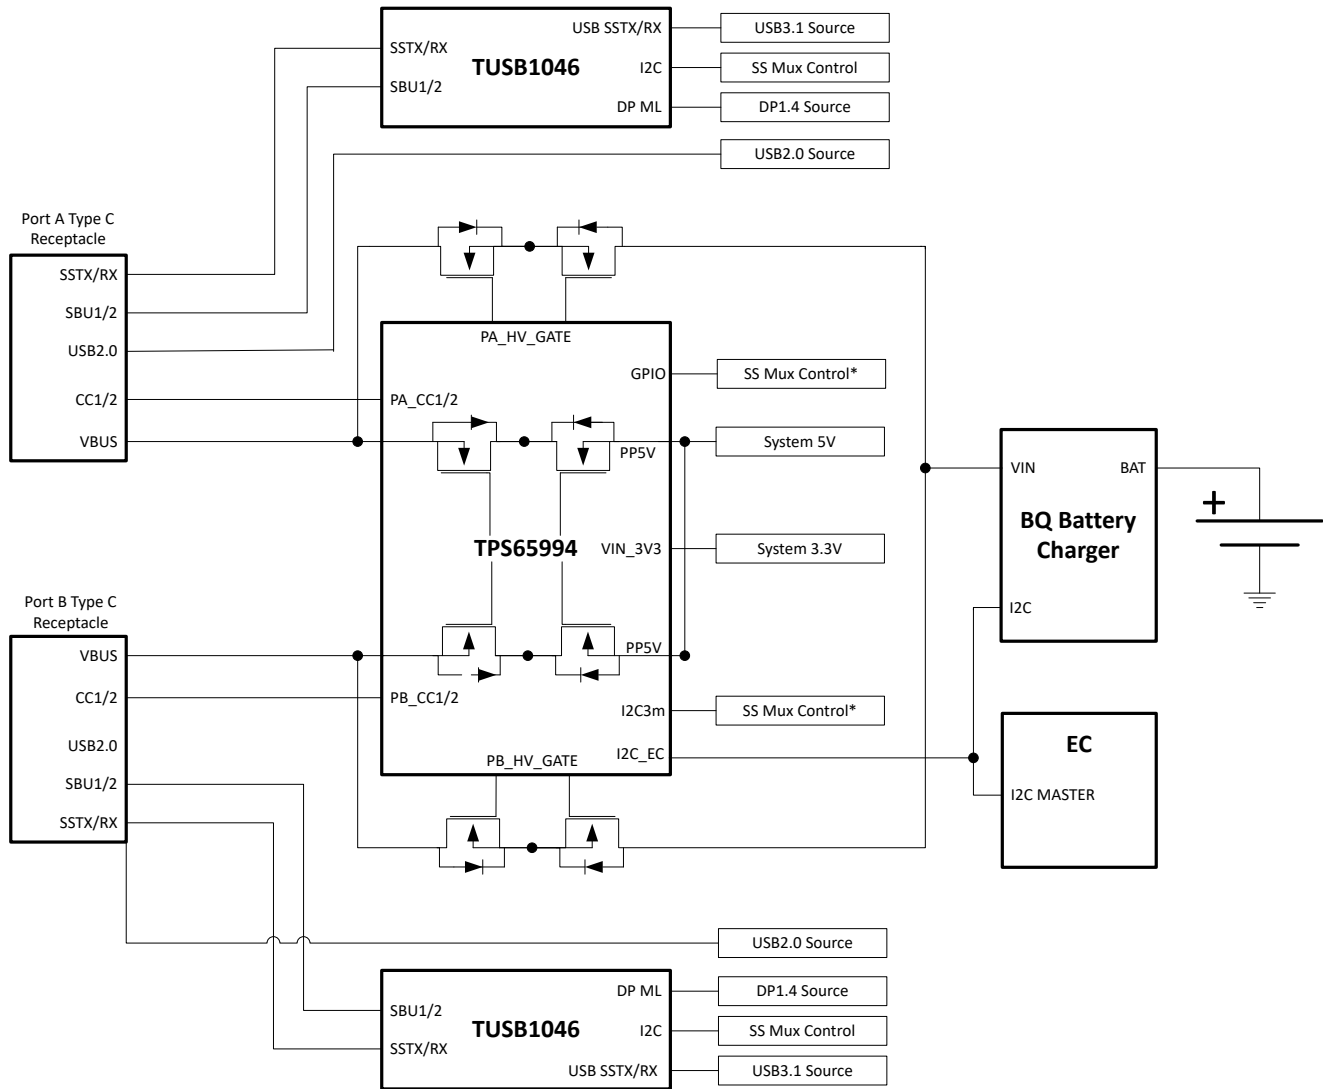 USB SSTX/RX
USB3.1 Source
SSTX/RX
TUSB1046
I2C
SS Mux Control
SBU1/2
DP ML
DP1.4 Source
USB2.0 Source
Port A Type C
Receptacle
SSTX/RX
SBU1/2
USB2.0
CC1/2
VBUS
PA_HV_GATE
GPIO
SS Mux Control*
PA_CC1/2
PP5V
System 5V
TPS65994
VIN_3V3
System 3.3V
VIN
BAT
+
BQ Battery
Charger
I2C
Port B Type C
Receptacle
VBUS
CC1/2
USB2.0
SBU1/2
SSTX/RX
PP5V
PB_CC1/2
I2C3m
SS Mux Control*
PB_HV_GATE
I2C_EC
EC
I2C MASTER
USB2.0 Source
DP ML
DP1.4 Source
SBU1/2
TUSB1046
I2C
SS Mux Control
SSTX/RX
USB SSTX/RX
USB3.1 Source